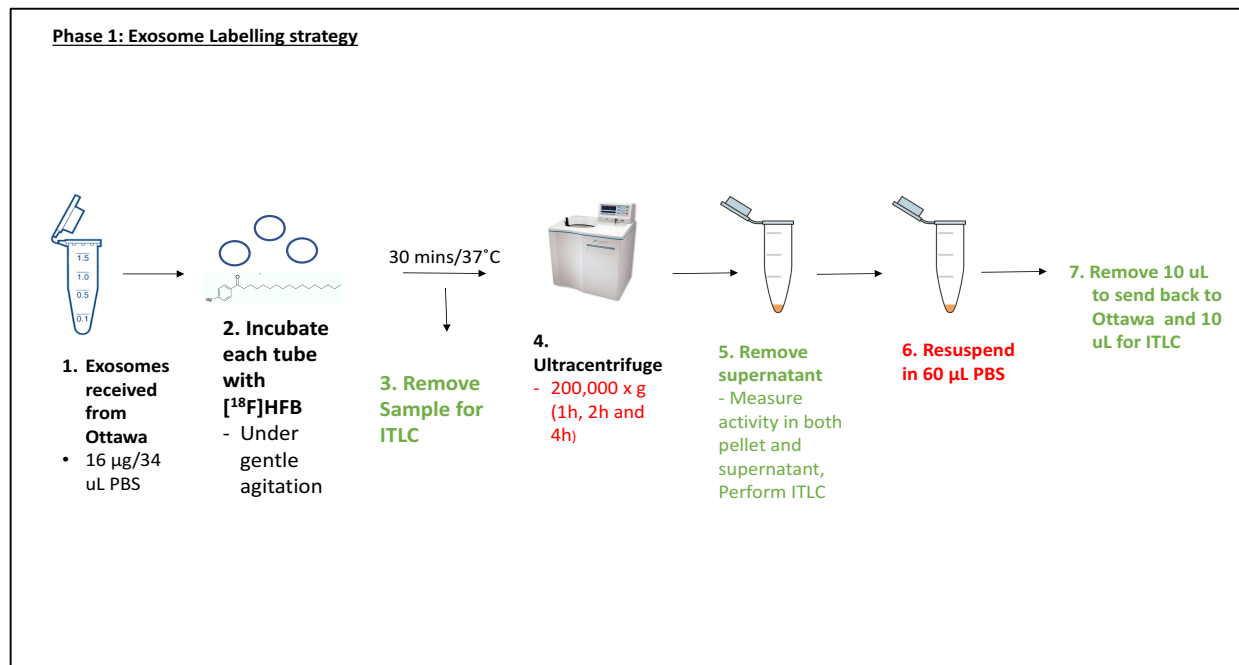 Phase 1: Exosome Labelling strategy
1.5
1.0
0.5
0.1
1. Exosomes
received
from
Ottawa
• 16 µg/34
uL PBS
2. Incubate
each tube
with
[¹⁸F]HFB
- Under
gentle
agitation
30 mins/37˚C
3. Remove
Sample for
ITLC
4.
Ultracentrifuge
- 200,000 x g
(1h, 2h and
4h)
5. Remove
supernatant
- Measure
activity in both
pellet and
supernatant,
Perform ITLC
6. Resuspend
in 60 µL PBS
7. Remove 10 uL
to send back to
Ottawa and 10
uL for ITLC